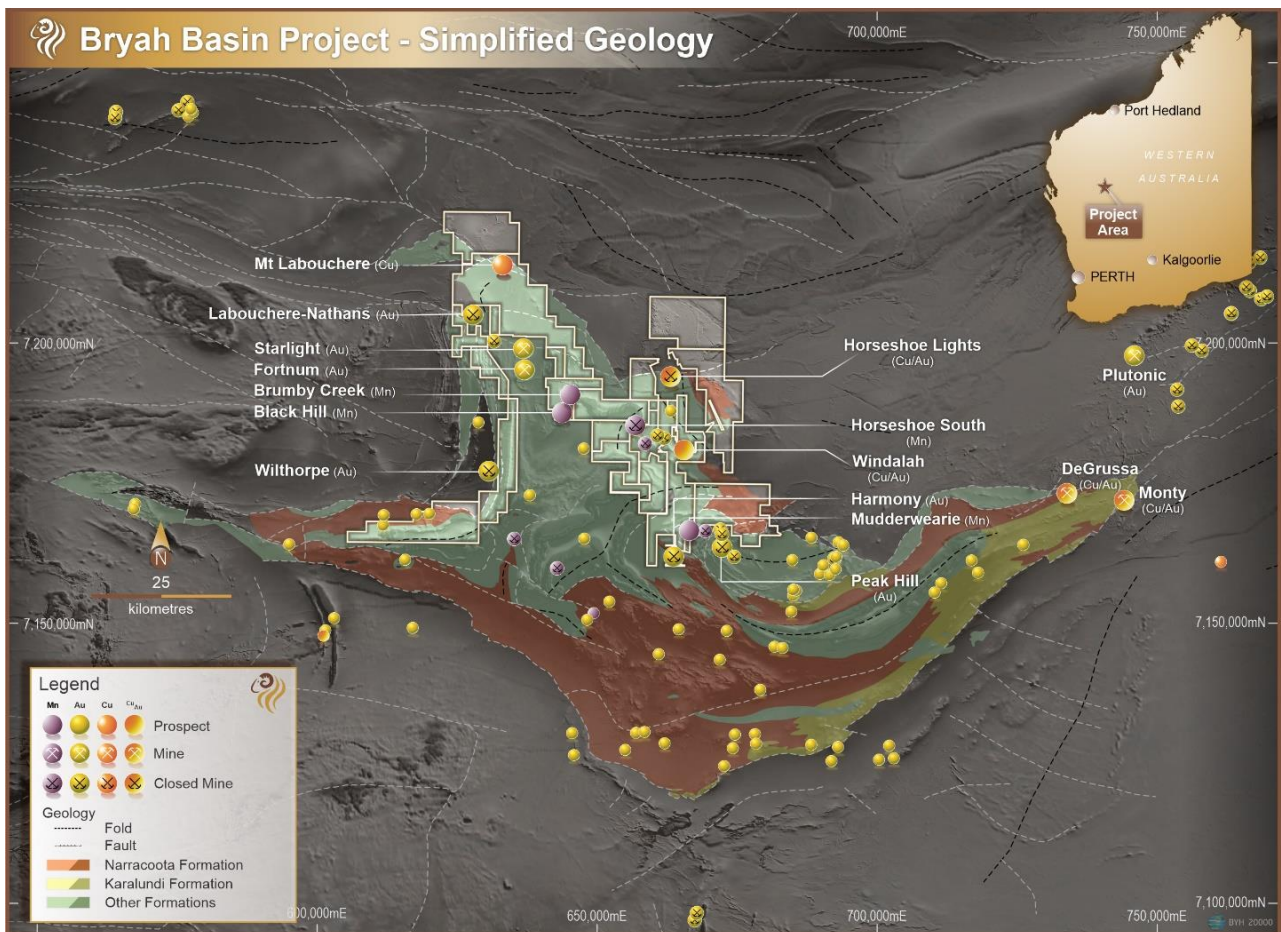 Bryah Basin Project - Simplified Geology
700,000mE
750,000mE
Port Hedland
WESTERN
AUSTRALIA
Project
Area
Kalgoorlie
PERTH
Mt Labouchere (Cu)
Labouchere-Nathans (Au)
7,200,000mN
Starlight (Au)
Fortnum (Au)
Brumby Creek (Mn)
Black Hill (Mn)
Wilthorpe (Au)
Horseshoe Lights
(Cu/Au)
7,200,000mN
Plutonic
(Au)
Horseshoe South
(Mn)
Windalah
(Cu/Au)
Harmony (Au)
Mudderwearie (Mn)
DeGrussa
(Cu/Au)
Monty
(Cu/Au)
Peak Hill
(Au)
N
25
kilometres
7,150,000mN
7,150,000mN
Legend
Mn Au Cu Cu Au
Prospect
Mine
Closed Mine
Geology
Fold
Fault
Narracoota Formation
Karalundi Formation
Other Formations
600,000mE
650,000mE
700,000mE
750,000mE
7,100,000mN
BYH 20000